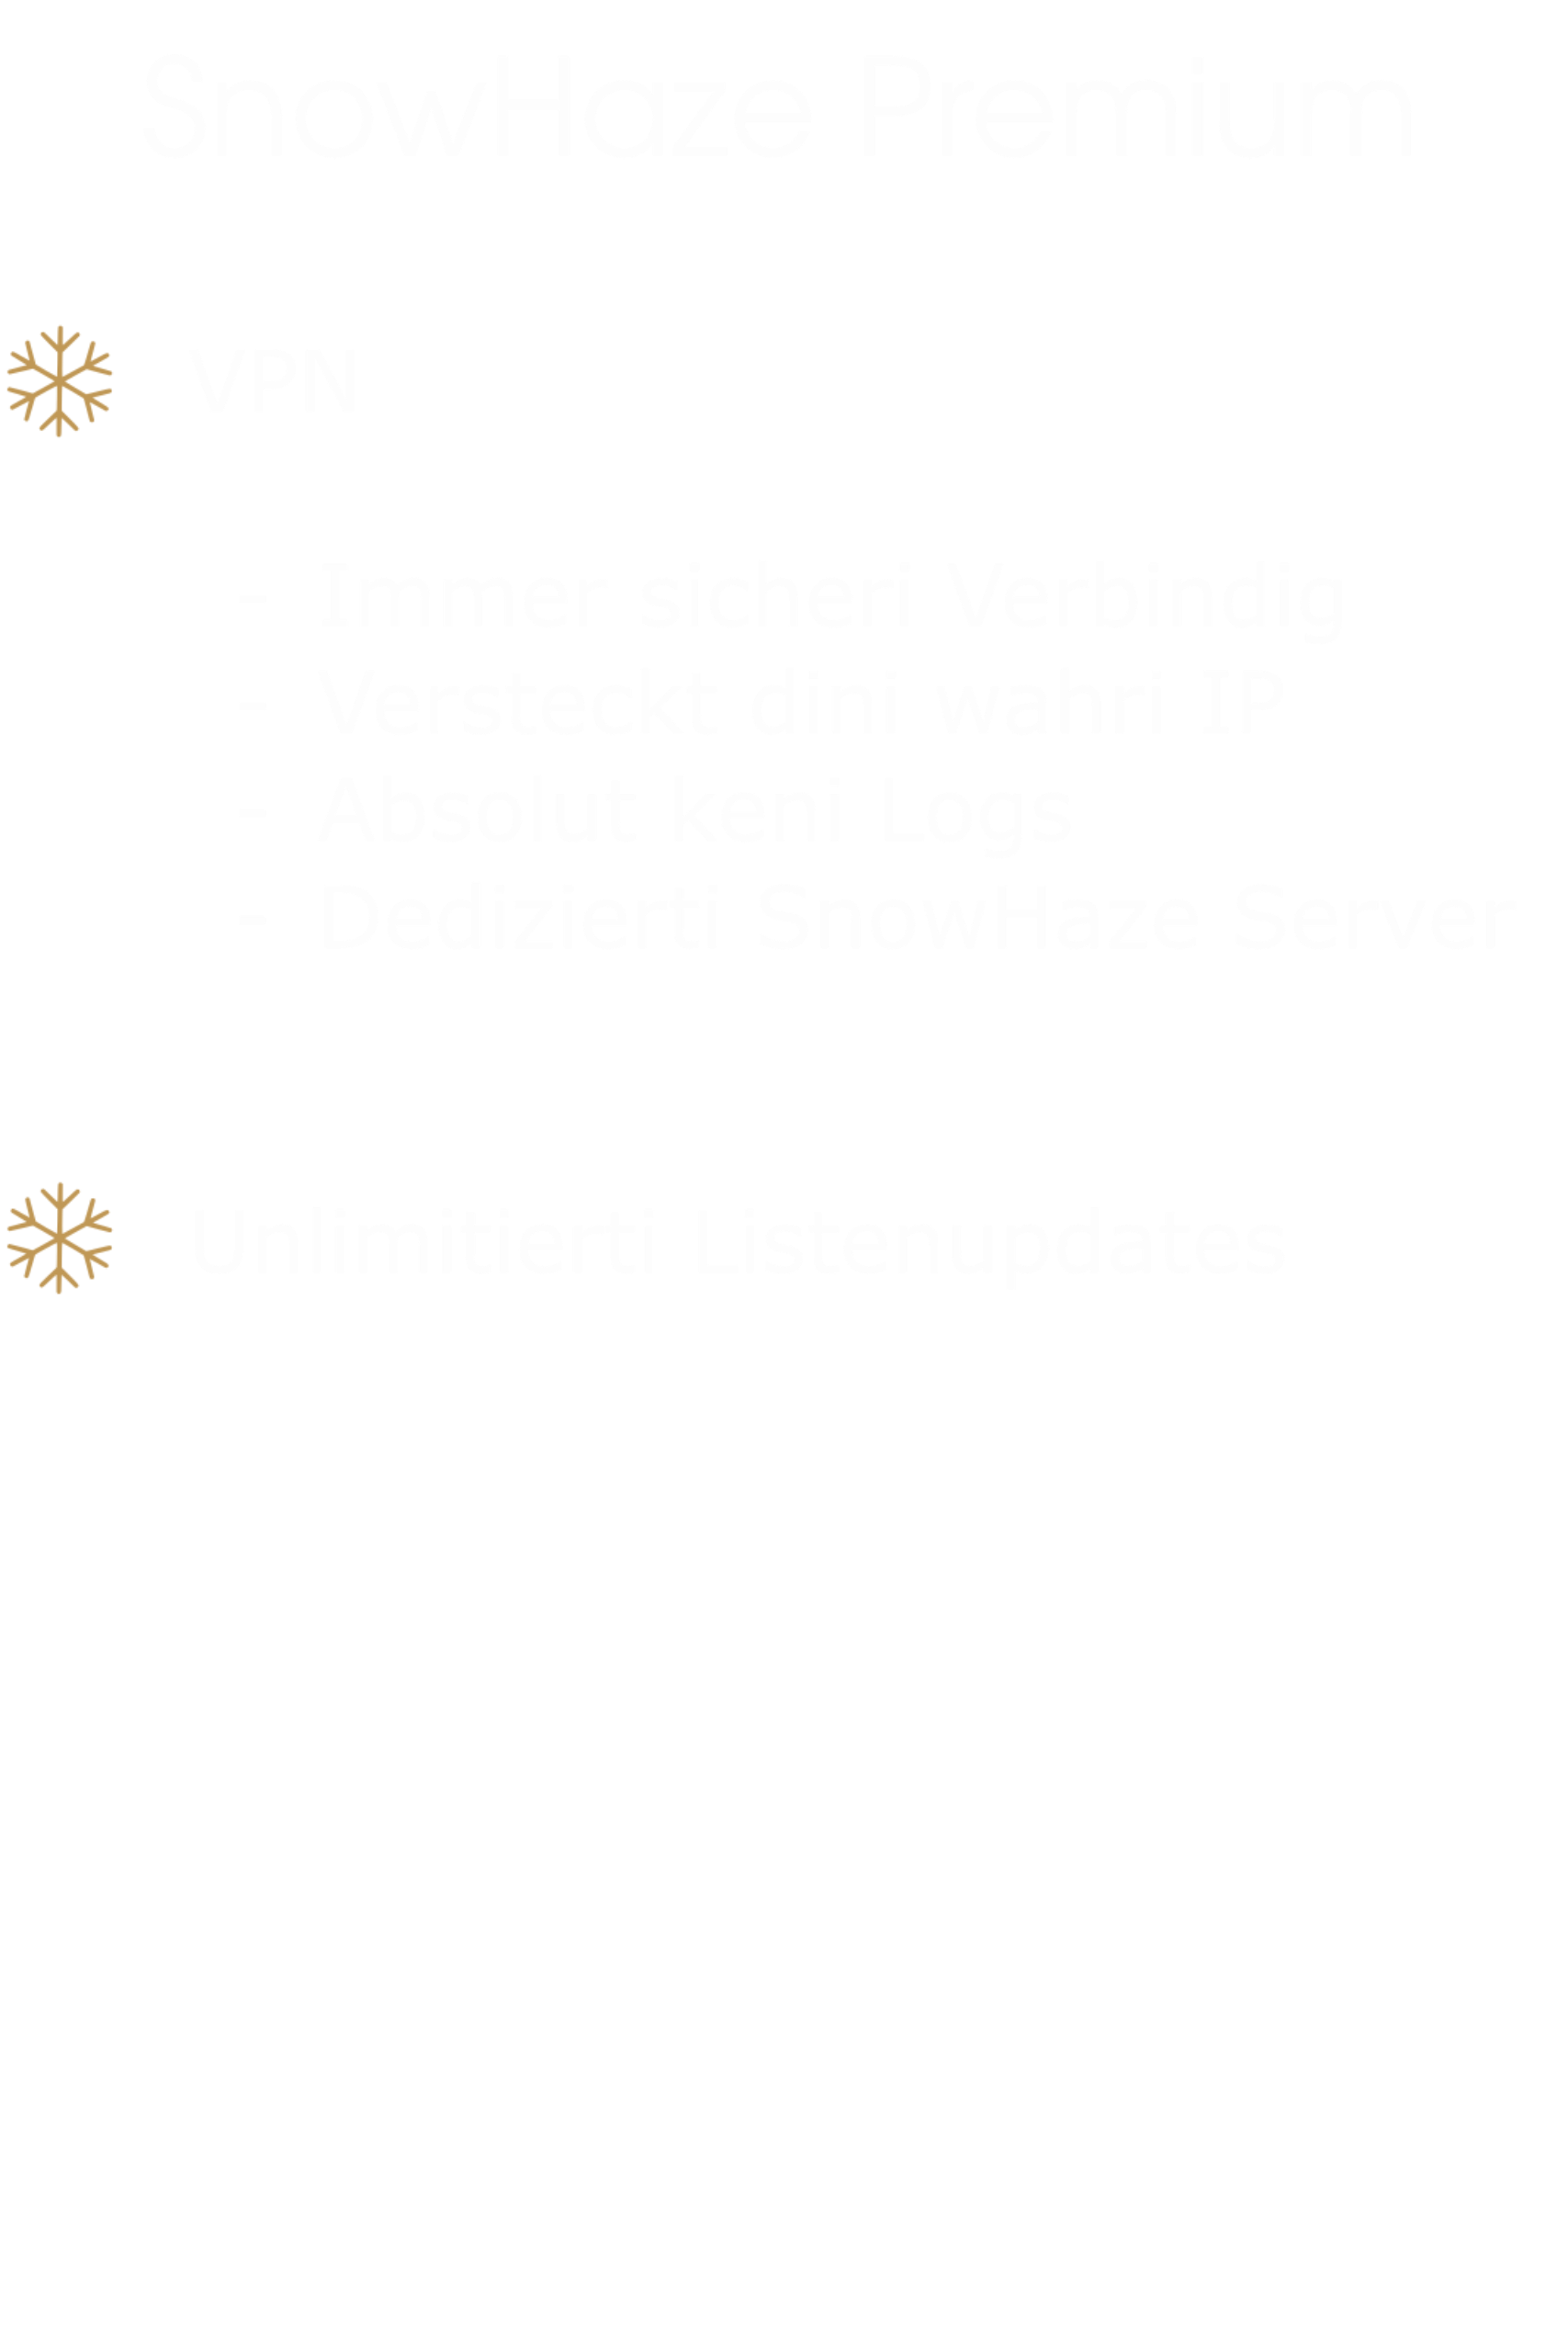 SnowHaze Premium
VPN
- Immer sicheri Verbindig
- Versteckt dini wahri IP
- Absolut keni Logs
- Dedizierti SnowHaze Server
Unlimitierti Listenupdates